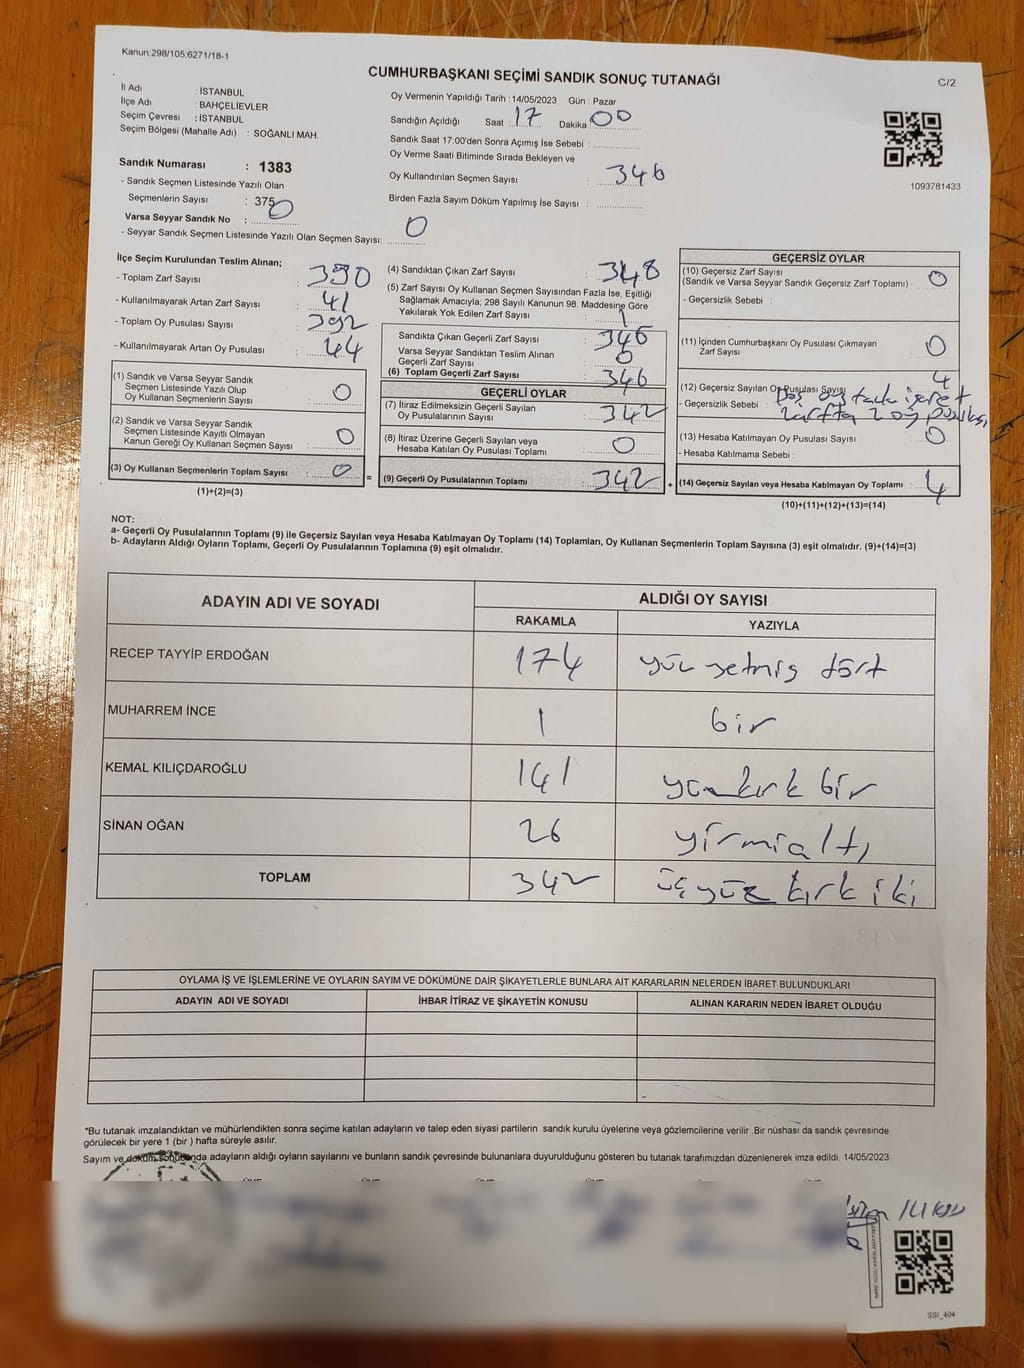 Kanun:298/105;6271/18-1
CUMHURBAŞKANI SEÇİMİ SANDIK SONUÇ TUTANAĞI
C/2
İl Adı : İSTANBUL
İlçe Adı : BAHÇELİEVLER
Seçim Çevresi : İSTANBUL
Seçim Bölgesi (Mahalle Adı) : SOĞANLI MAH.
Oy Vermenin Yapıldığı Tarih :14/05/2023 Gün : Pazar
Sandığın Açıldığı Saat : 17 Dakika : 00
Sandık Saat 17:00'den Sonra Açımış İse Sebebi :
Oy Verme Saati Bitiminde Sırada Bekleyen ve
Oy Kullandırılan Seçmen Sayısı : 346
Birden Fazla Sayım Döküm Yapılmış İse Sayısı :
1093781433
Sandık Numarası : 1383
- Sandık Seçmen Listesinde Yazılı Olan
Seçmenlerin Sayısı : 375
Varsa Seyyar Sandık No : 0
- Seyyar Sandık Seçmen Listesinde Yazılı Olan Seçmen Sayısı: 0
İlçe Seçim Kurulundan Teslim Alınan;
- Toplam Zarf Sayısı : 390
- Kullanılmayarak Artan Zarf Sayısı : 41
- Toplam Oy Pusulası Sayısı : 392
- Kullanılmayarak Artan Oy Pusulası : 44
(1) Sandık ve Varsa Seyyar Sandık
Seçmen Listesinde Yazılı Olup
Oy Kullanan Seçmenlerin Sayısı : 0
(2) Sandık ve Varsa Seyyar Sandık
Seçmen Listesinde Kayıtlı Olmayan
Kanun Gereği Oy Kullanan Seçmen Sayısı : 0
(3) Oy Kullanan Seçmenlerin Toplam Sayısı : 0 =
(1)+(2)=(3)
(4) Sandıktan Çıkan Zarf Sayısı : 348
(5) Zarf Sayısı Oy Kullanan Seçmen Sayısından Fazla İse, Eşitliği
Sağlamak Amacıyla; 298 Sayılı Kanunun 98. Maddesine Göre
Yakılarak Yok Edilen Zarf Sayısı : 1
Sandıkta Çıkan Geçerli Zarf Sayısı : 346
Varsa Seyyar Sandıktan Teslim Alınan
Geçerli Zarf Sayısı : 0
(6) Toplam Geçerli Zarf Sayısı : 346
GEÇERLİ OYLAR
(7) İtiraz Edilmeksizin Geçerli Sayılan
Oy Pusulalarının Sayısı : 342
(8) İtiraz Üzerine Geçerli Sayılan veya
Hesaba Katılan Oy Pusulası Toplamı : 0
(9) Geçerli Oy Pusulalarının Toplamı : 342 +
GEÇERSİZ OYLAR
(10) Geçersiz Zarf Sayısı : 0
(Sandık ve Varsa Seyyar Sandık Geçersiz Zarf Toplamı)
- Geçersizlik Sebebi :
(11) İçinden Cumhurbaşkanı Oy Pusulası Çıkmayan
Zarf Sayısı : 0
(12) Geçersiz Sayılan Oy Pusulası Sayısı 4
- Geçersizlik Sebebi : boş oy işaret
zarfta 2 oy pusulası
(13) Hesaba Katılmayan Oy Pusulası Sayısı : 0
- Hesaba Katılmama Sebebi :
(14) Geçersiz Sayılan veya Hesaba Katılmayan Oy Toplamı : 4
(10)+(11)+(12)+(13)=(14)
NOT:
a- Geçerli Oy Pusulalarının Toplamı (9) ile Geçersiz Sayılan veya Hesaba Katılmayan Oy Toplamı (14) Toplamları, Oy Kullanan Seçmenlerin Toplam Sayısına (3) eşit olmalıdır. (9)+(14)=(3)
b- Adayların Aldığı Oyların Toplamı, Geçerli Oy Pusulalarının Toplamına (9) eşit olmalıdır.
ADAYIN ADI VE SOYADI
ALDIĞI OY SAYISI
RAKAMLA YAZIYLA
RECEP TAYYİP ERDOĞAN 174 yüz yetmiş dört
MUHARREM İNCE 1 bir
KEMAL KILIÇDAROĞLU 141 yüz kırk bir
SİNAN OĞAN 26 yirmialtı
TOPLAM 342 üç yüz kırk iki
OYLAMA İŞ VE İŞLEMLERİNE VE OYLARIN SAYIM VE DÖKÜMÜNE DAİR ŞİKAYETLERLE BUNLARA AİT KARARLARIN NELERDEN İBARET BULUNDUKLARI
ADAYIN ADI VE SOYADI İHBAR İTİRAZ VE ŞİKAYETİN KONUSU ALINAN KARARIN NEDEN İBARET OLDUĞU
*Bu tutanak imzalandıktan ve mühürlendikten sonra seçime katılan adayların ve talep eden siyasi partilerin sandık kurulu üyelerine veya gözlemcilerine verilir .Bir nüshası da sandık çevresinde
görülecek bir yere 1 (bir ) hafta süreyle asılır.
Sayım ve döküm sonucunda adayların aldığı oyların sayılarını ve bunların sandık çevresinde bulunanlara duyurulduğunu gösteren bu tutanak tarafımızdan düzenlenerek imza edildi. 14/05/2023
SSI_404